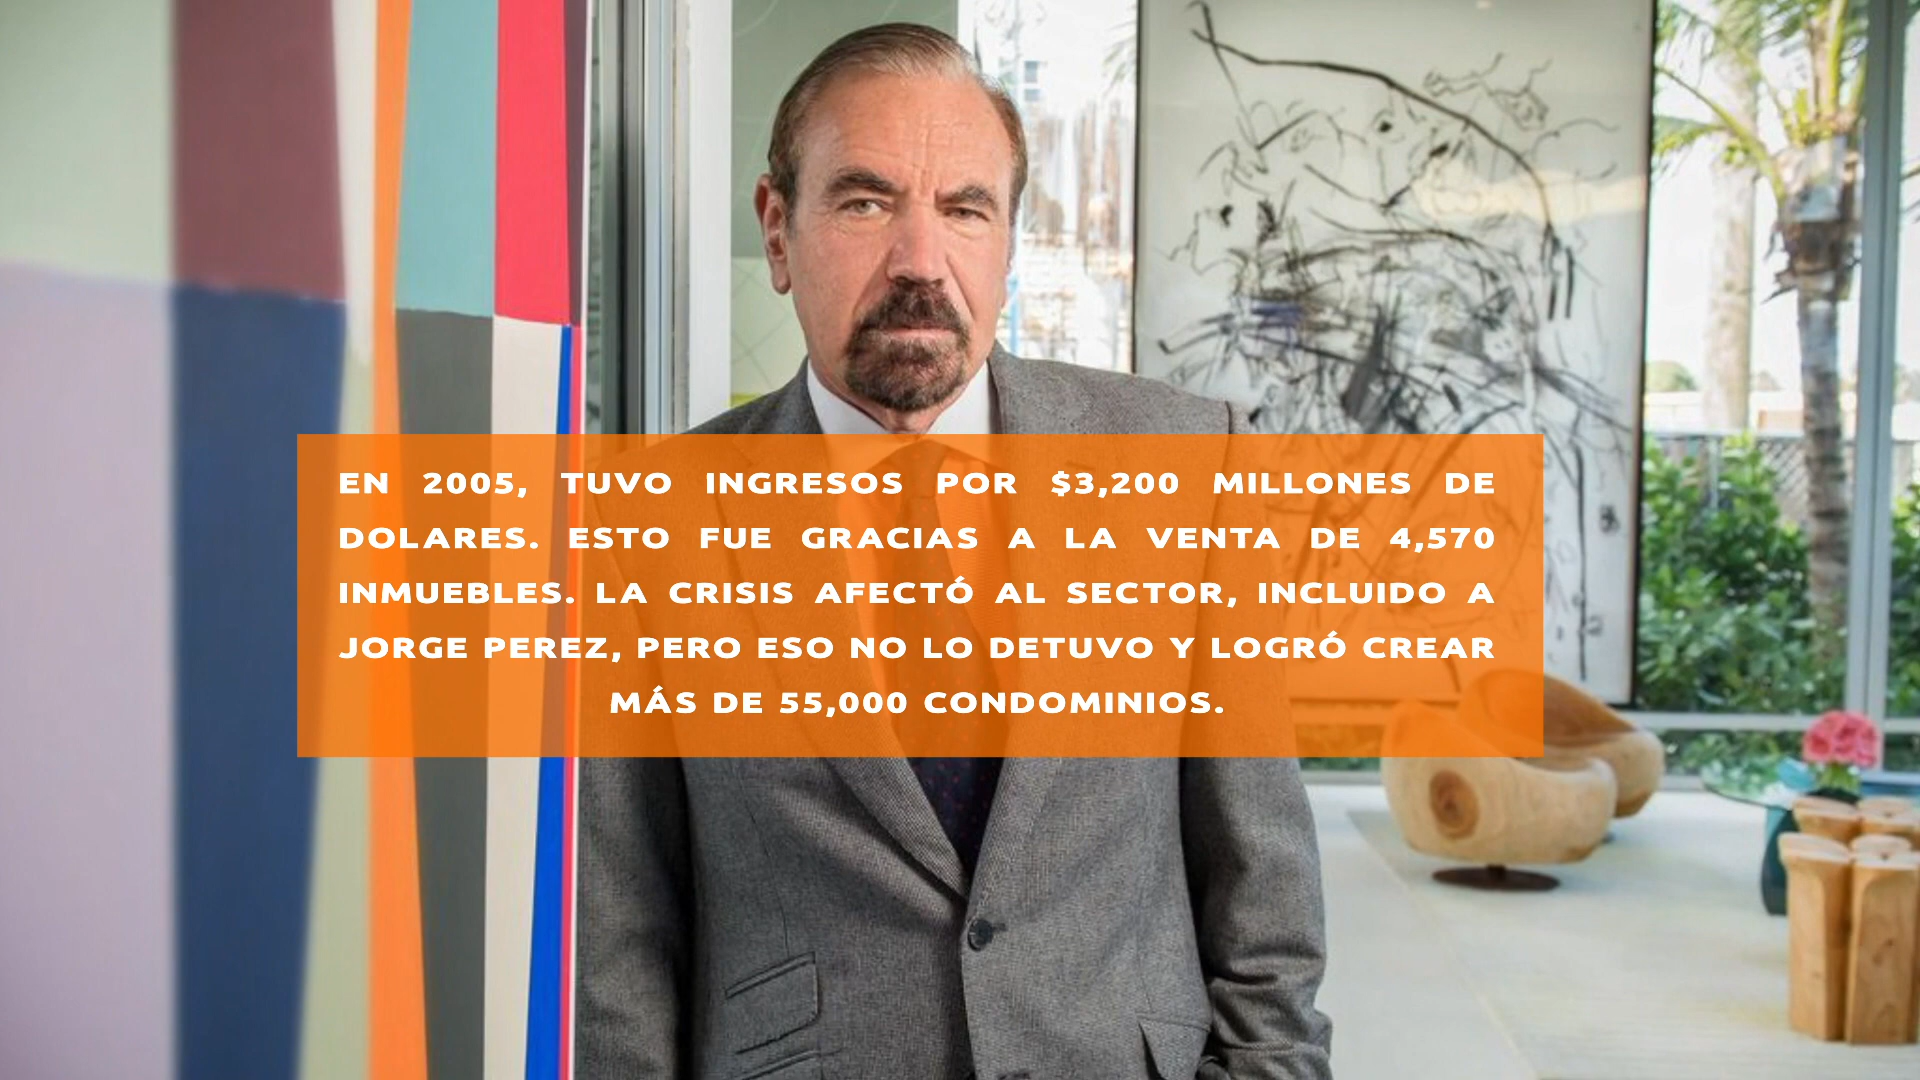 EN 2005, TUVO INGRESOS POR $3,200 MILLONES DE
DOLARES. ESTO FUE GRACIAS A LA VENTA DE 4,570
INMUEBLES. LA CRISIS AFECTÓ AL SECTOR, INCLUIDO A
JORGE PEREZ, PERO ESO NO LO DETUVO Y LOGRÓ CREAR
MÁS DE 55,000 CONDOMINIOS.